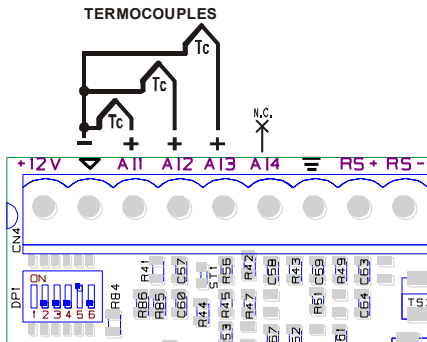 TERMOCOUPLES
Tc
Tc
Tc
N.C.
- + + +
+12V AI1 AI2 AI3 AI4 RS+ RS-
CN4
R41 C57 ST1 R56 R42 C58 R43 C59 R49 C63
ON
DP1
1 2 3 4 5 6
R84 R86 R85 C60 R44 R45 R47 R51 C64
TS